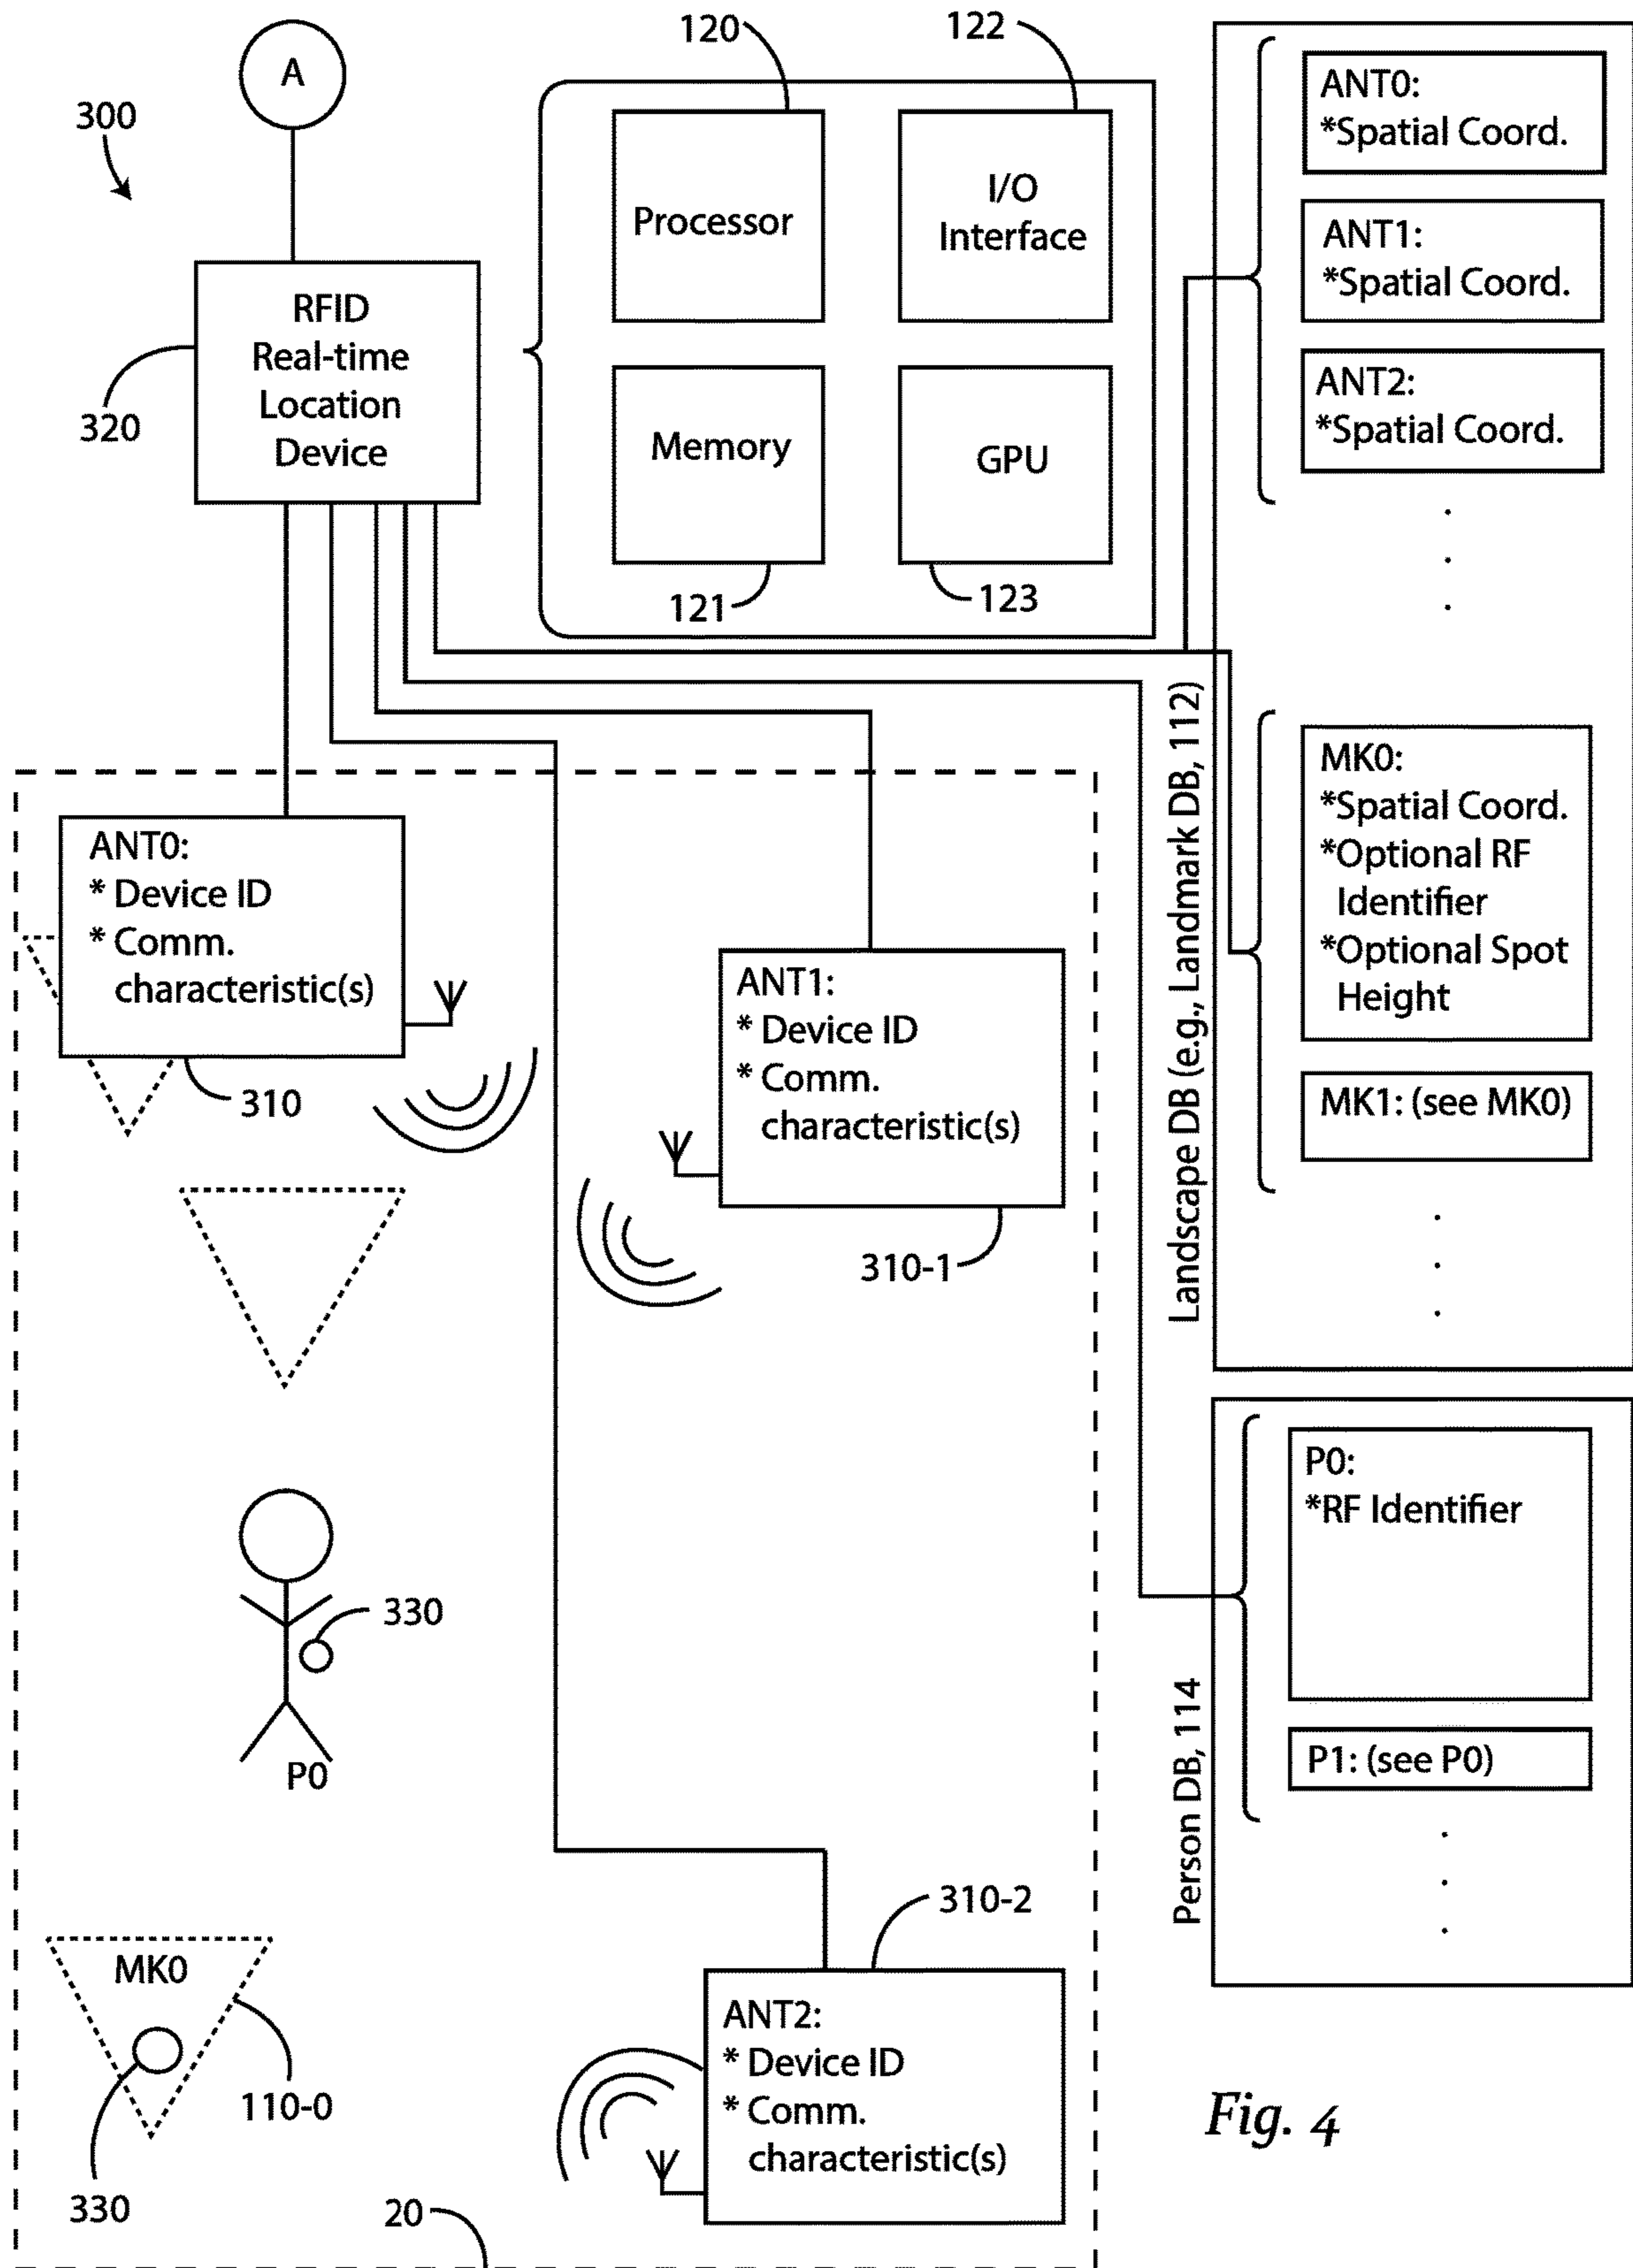 A
300
RFID
Real-time
Location
Device
320
120
122
Processor
I/O
Interface
Memory
GPU
121
123
ANT0:
*Spatial Coord.
ANT1:
*Spatial Coord.
ANT2:
*Spatial Coord.
.
.
.
Landscape DB (e.g., Landmark DB, 112)
MK0:
*Spatial Coord.
*Optional RF
Identifier
*Optional Spot
Height
MK1: (see MK0)
.
.
.
ANT0:
* Device ID
* Comm.
characteristic(s)
310
ANT1:
* Device ID
* Comm.
characteristic(s)
310-1
330
P0
Person DB, 114
P0:
*RF Identifier
P1: (see P0)
.
.
.
310-2
MK0
110-0
330
ANT2:
* Device ID
* Comm.
characteristic(s)
20
Fig. 4